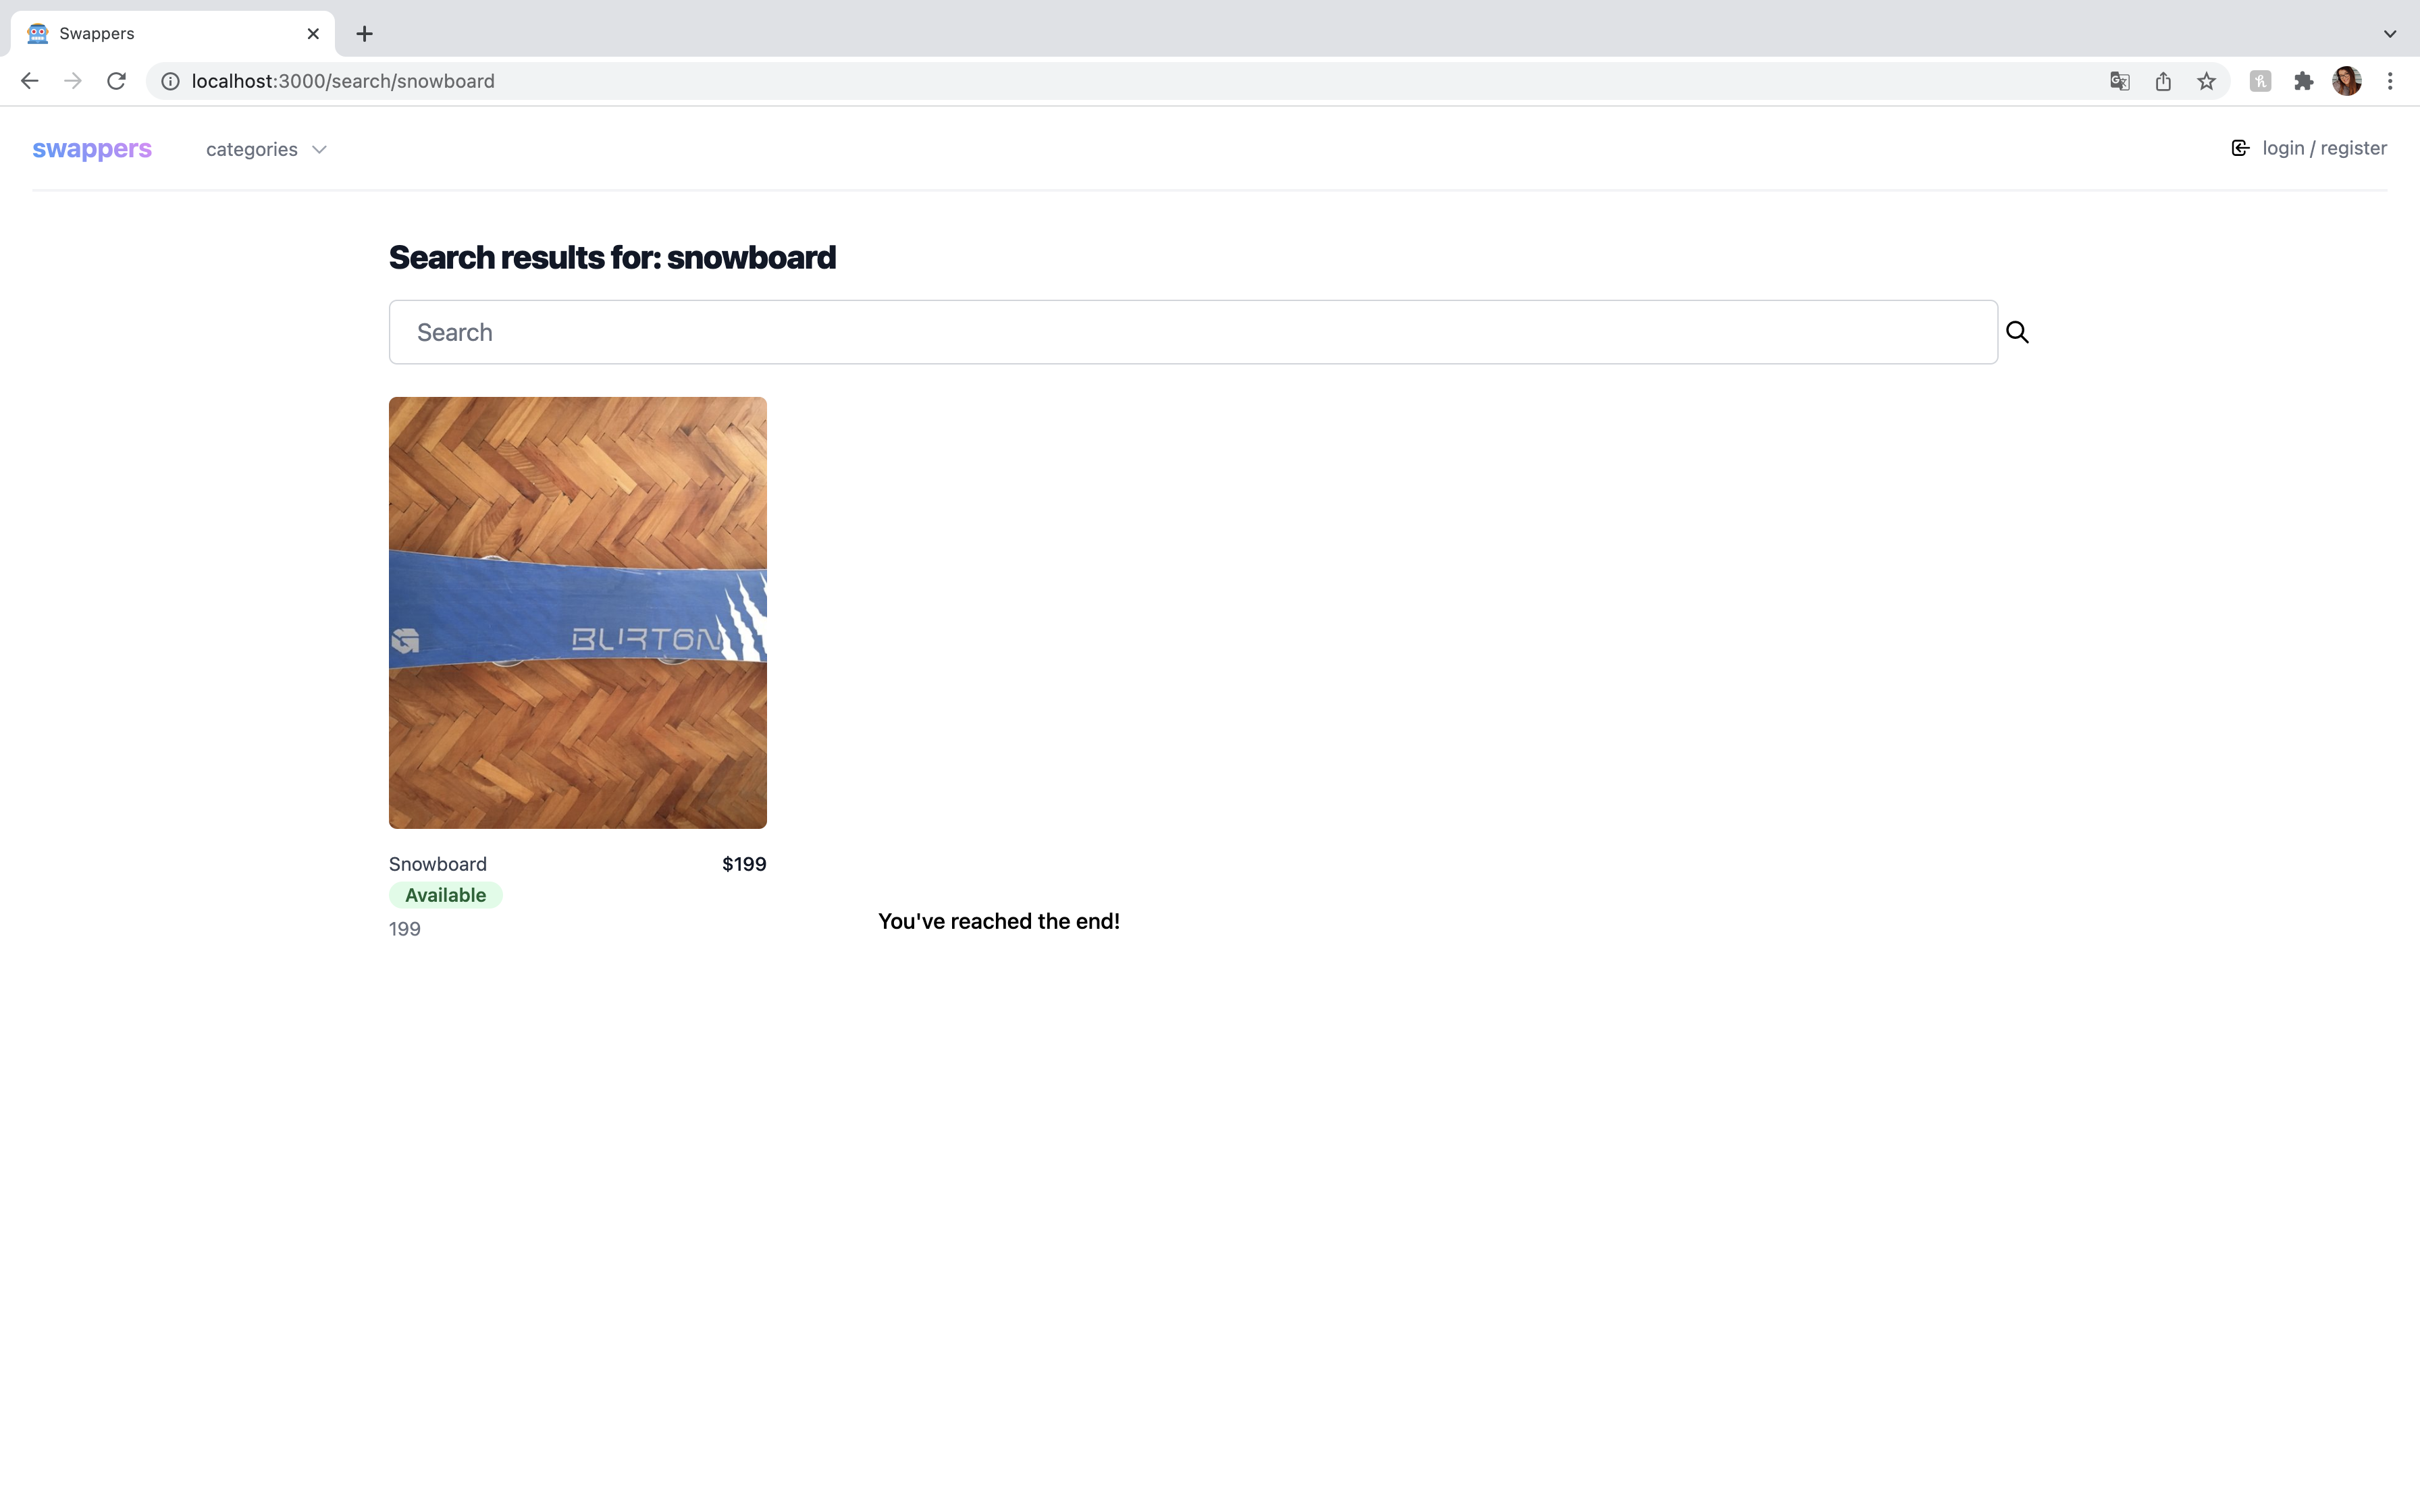 Swappers
localhost:3000/search/snowboard
swappers
categories
login / register
Search results for: snowboard
Search
BURTON
Snowboard
$199
Available
199
You've reached the end!